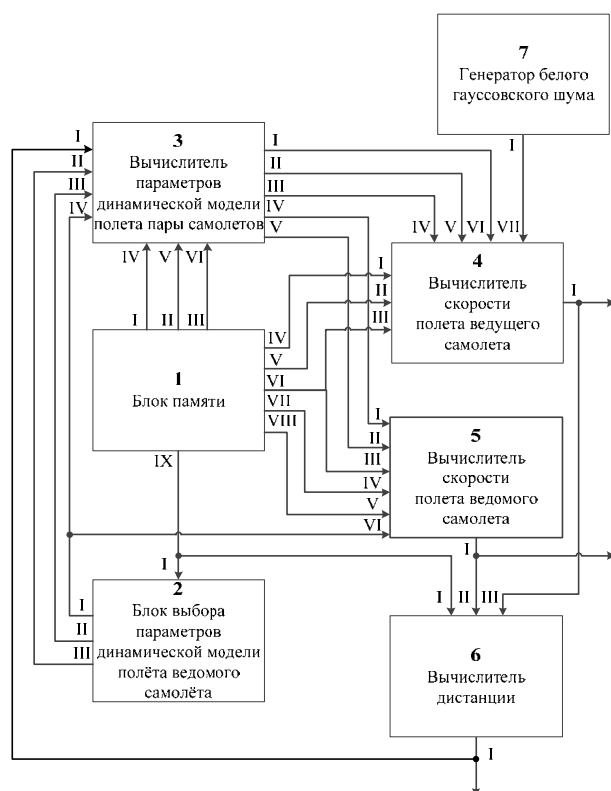 7
Генератор белого
гауссовского шума
I
I
II
III
IV
3
Вычислитель
параметров
динамической модели
полета пары самолетов
I
II
III
IV
V
IV
V
VI
VII
IV
V
VI
I
II
III
4
Вычислитель
скорости
полета ведущего
самолета
I
I
II
III
1
Блок памяти
IV
V
VI
VII
VIII
IX
I
II
III
IV
V
VI
5
Вычислитель
скорости
полета ведомого
самолета
I
I
2
Блок выбора
параметров
динамической модели
полёта ведомого
самолёта
I
II
III
I
II
III
6
Вычислитель
дистанции
I